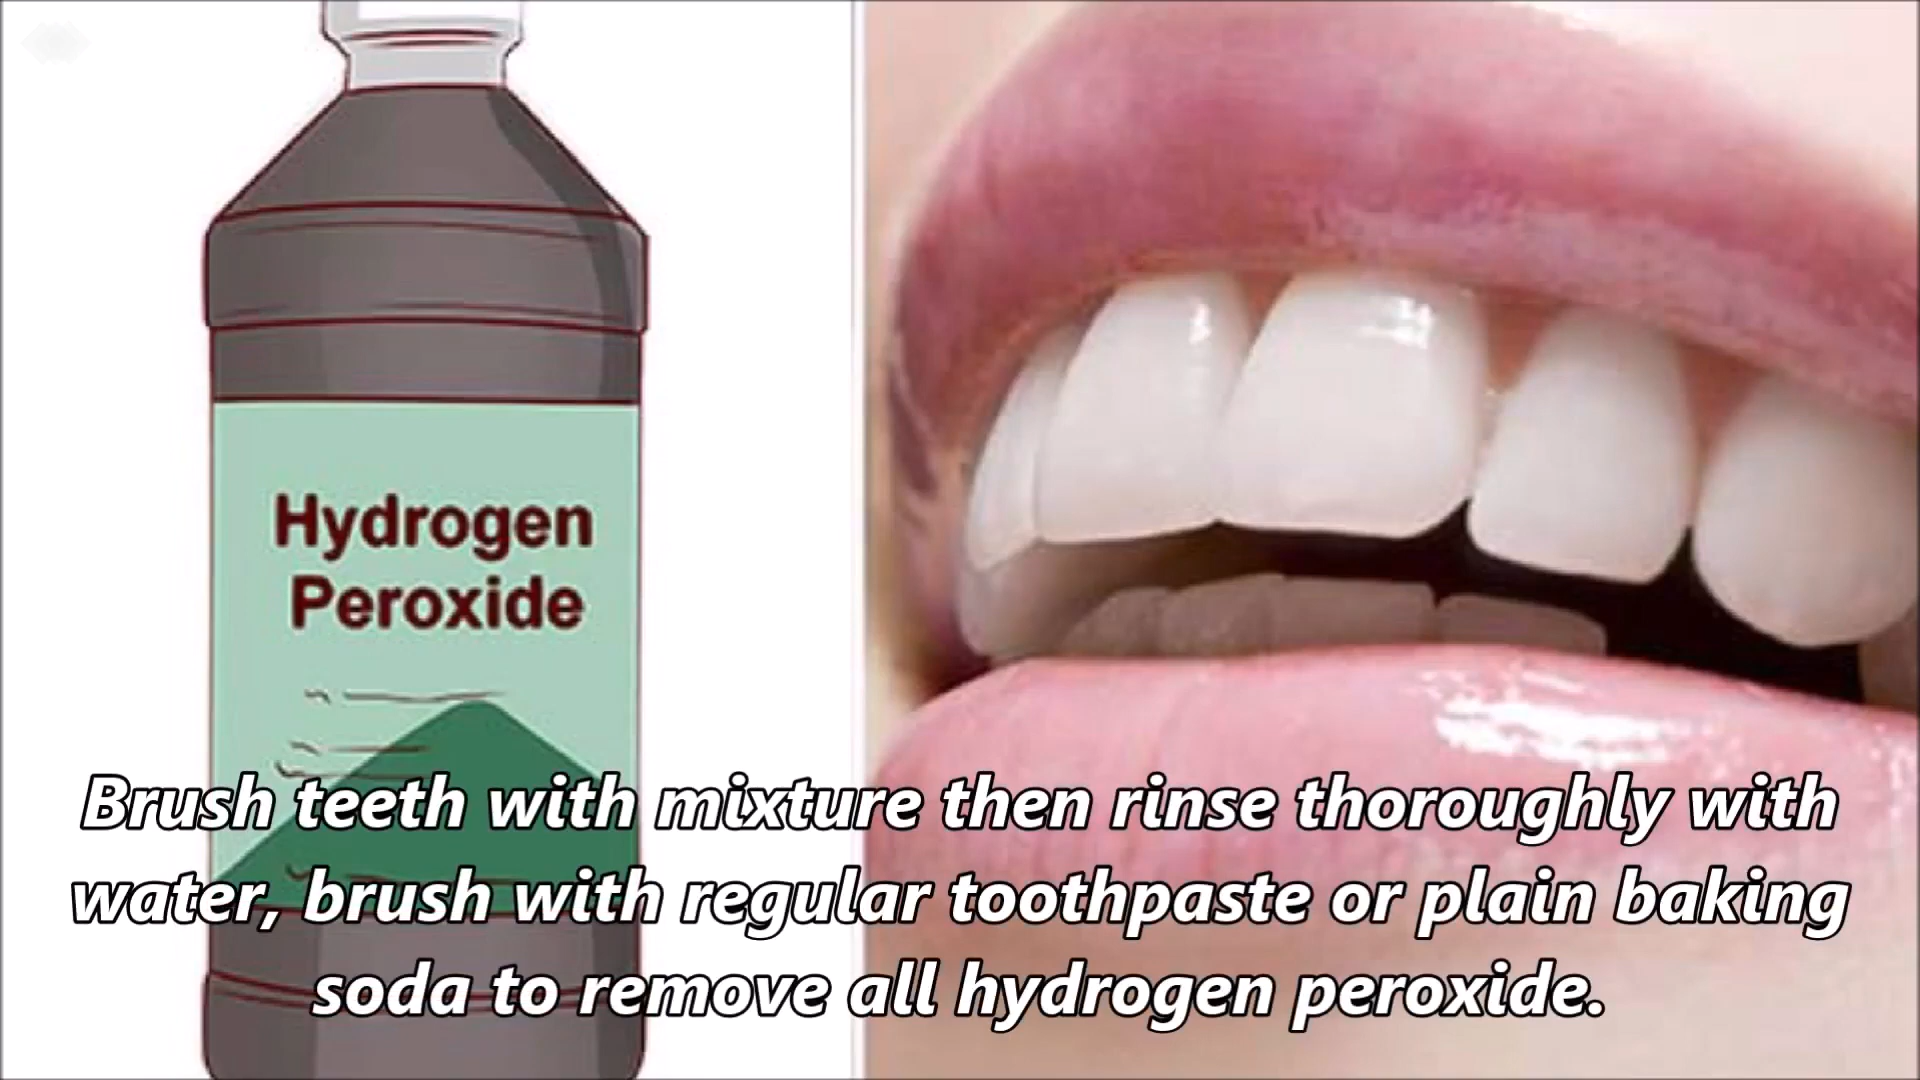 Hydrogen
Peroxide
Brush teeth with mixture then rinse thoroughly with
water, brush with regular toothpaste or plain baking
soda to remove all hydrogen peroxide.